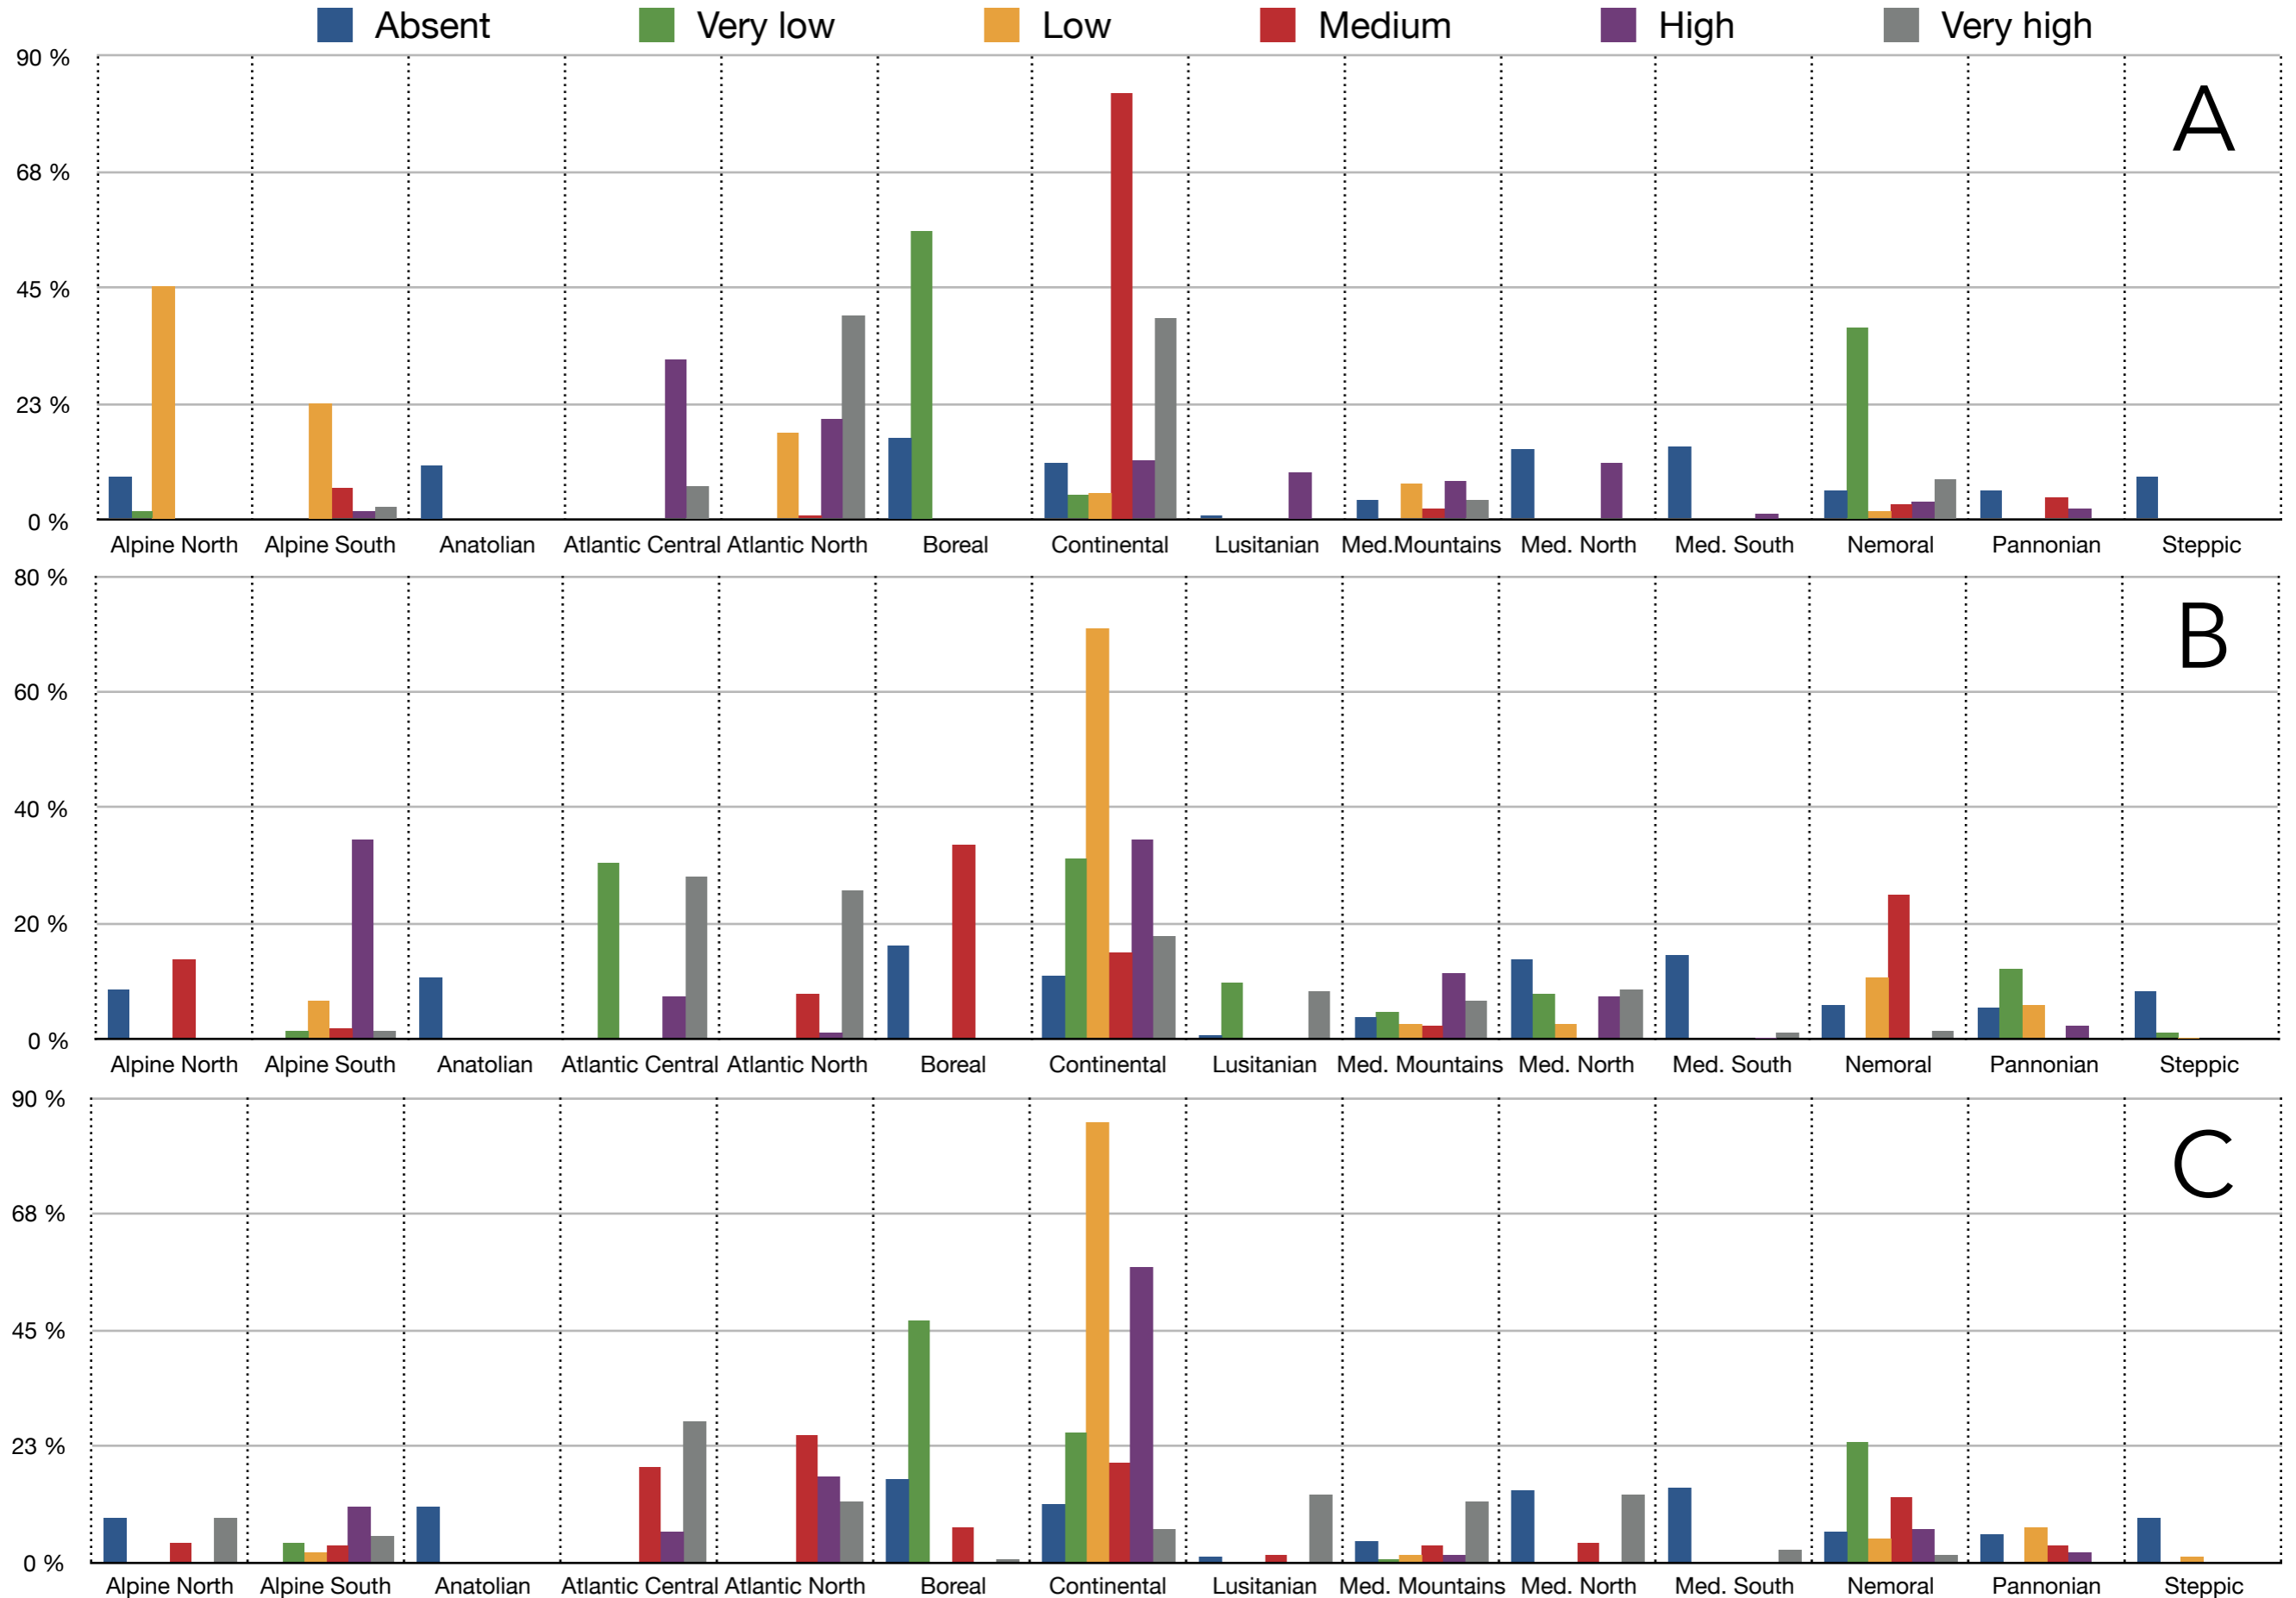 Absent Very low Low Medium High Very high
90 %
A
68 %
45 %
23 %
0 %
Alpine North Alpine South Anatolian Atlantic Central Atlantic North Boreal Continental Lusitanian Med.Mountains Med. North Med. South Nemoral Pannonian Steppic
80 %
B
60 %
40 %
20 %
0 %
Alpine North Alpine South Anatolian Atlantic Central Atlantic North Boreal Continental Lusitanian Med. Mountains Med. North Med. South Nemoral Pannonian Steppic
90 %
C
68 %
45 %
23 %
0 %
Alpine North Alpine South Anatolian Atlantic Central Atlantic North Boreal Continental Lusitanian Med. Mountains Med. North Med. South Nemoral Pannonian Steppic